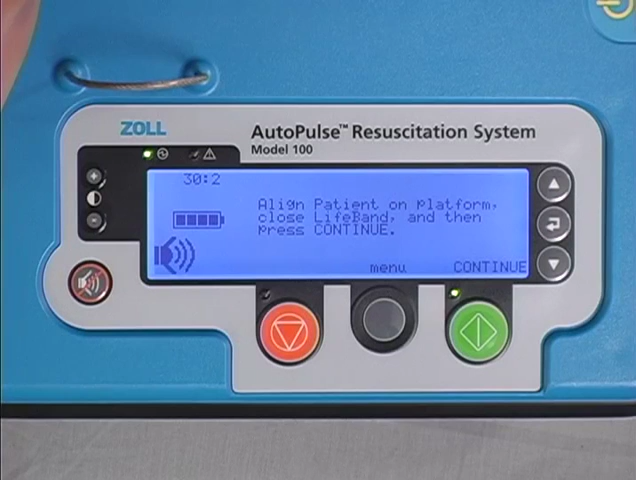 ZOLL
AutoPulse™ Resuscitation System
Model 100
30:2
Align Patient on Platform,
close LifeBand, and then
press CONTINUE.
menu
CONTINUE